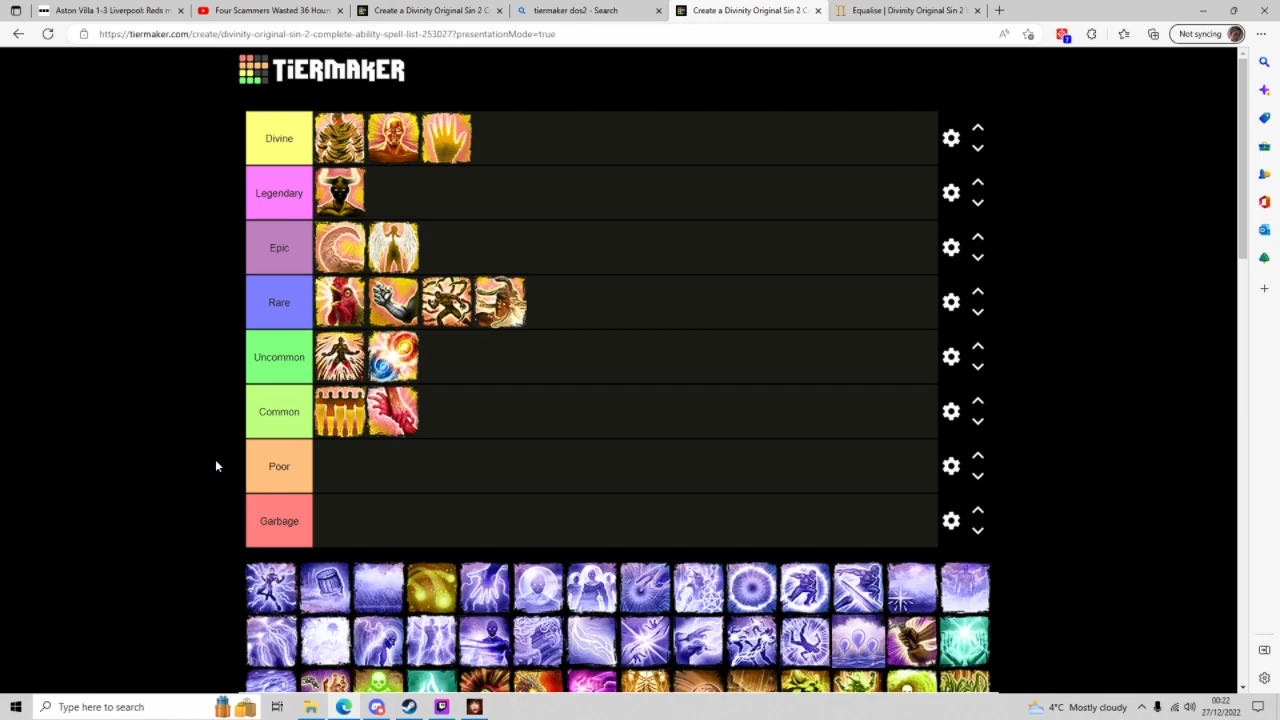 Aston Villa 1-3 Liverpool: Reds m
Four Scammers Wasted 36 Hour
Create a Divinity Original Sin 2 C
tiermaker dos2 - Search
Create a Divinity Original Sin 2 C
Equalise | Divinity Original Sin 2
https://tiermaker.com/create/divinity-original-sin-2-complete-ability-spell-list-253027?presentationMode=true
7
Not syncing
TiERMAKER
Divine
Legendary
Epic
Rare
Uncommon
Common
Poor
Garbage
Type here to search
4°C Mostly cloudy
00:22
27/12/2022